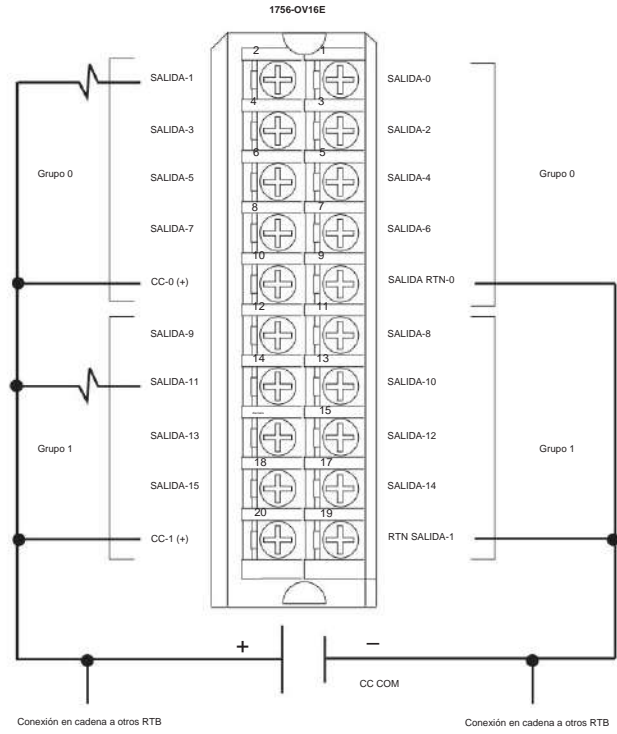 1756-OV16E
2 1
SALIDA-1 SALIDA-0
4 3
SALIDA-3 SALIDA-2
6 5
Grupo 0 SALIDA-5 SALIDA-4 Grupo 0
8 7
SALIDA-7 SALIDA-6
10 9
CC-0 (+) SALIDA RTN-0
12 11
SALIDA-9 SALIDA-8
14 13
SALIDA-11 SALIDA-10
— 15
SALIDA-13 SALIDA-12
Grupo 1 Grupo 1
18 17
SALIDA-15 SALIDA-14
20 19
CC-1 (+) RTN SALIDA-1
+ –
CC COM
Conexión en cadena a otros RTB Conexión en cadena a otros RTB